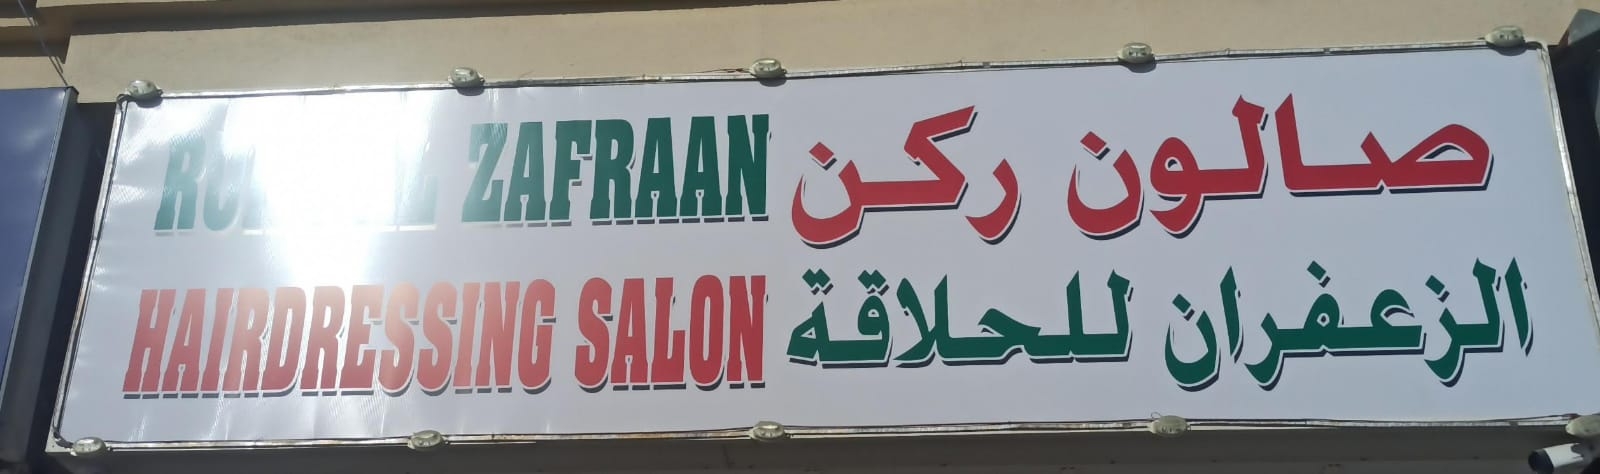 صالون ركن
الزعفران للحلاقة
ZAFRAAN
HAIRDRESSING SALON